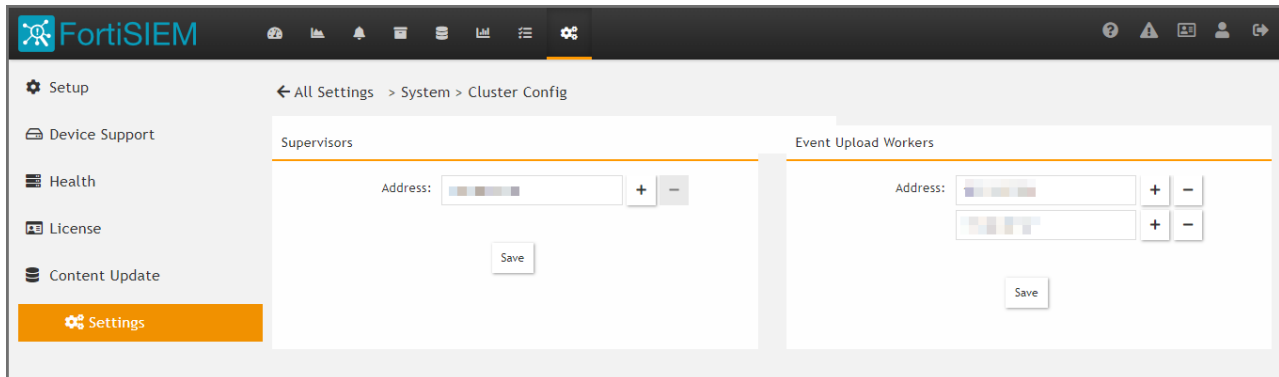 FortiSIEM
Setup
Device Support
Health
License
Content Update
Settings
All Settings > System > Cluster Config
Supervisors
Address:
+ −
Save
Event Upload Workers
Address:
+ −
+ −
Save